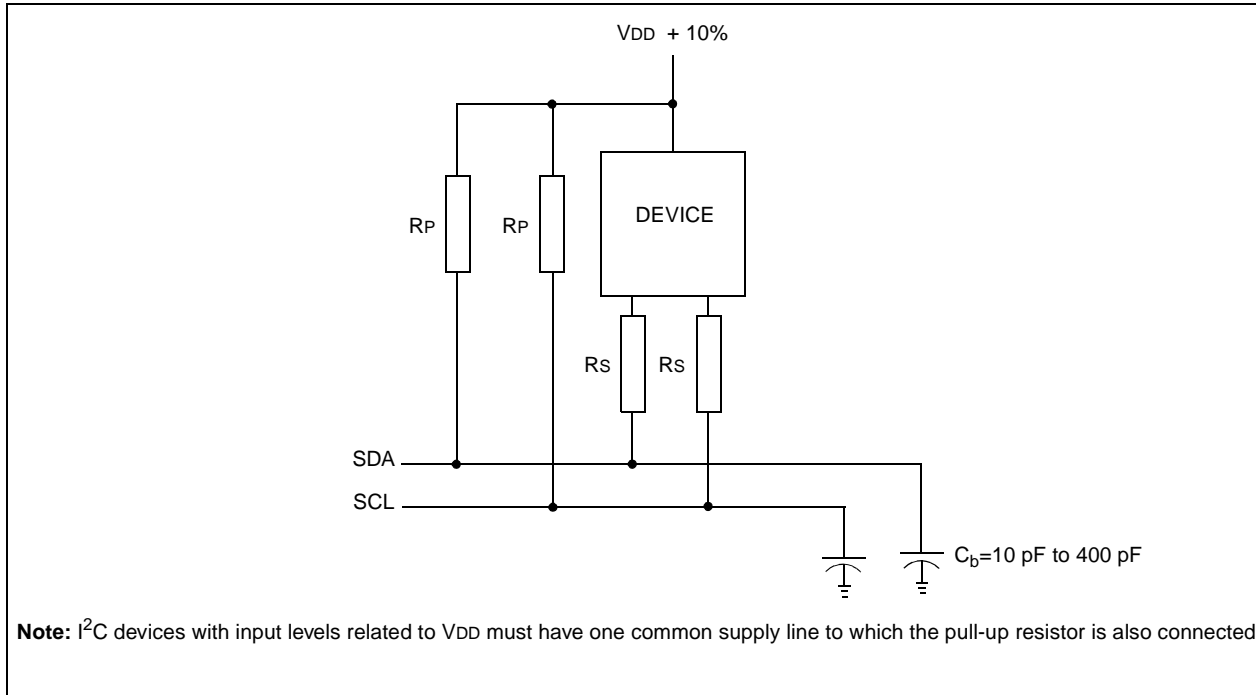 VDD + 10%
DEVICE
RP
RP
RS
RS
SDA
SCL
Cb=10 pF to 400 pF
Note: I2C devices with input levels related to VDD must have one common supply line to which the pull-up resistor is also connected